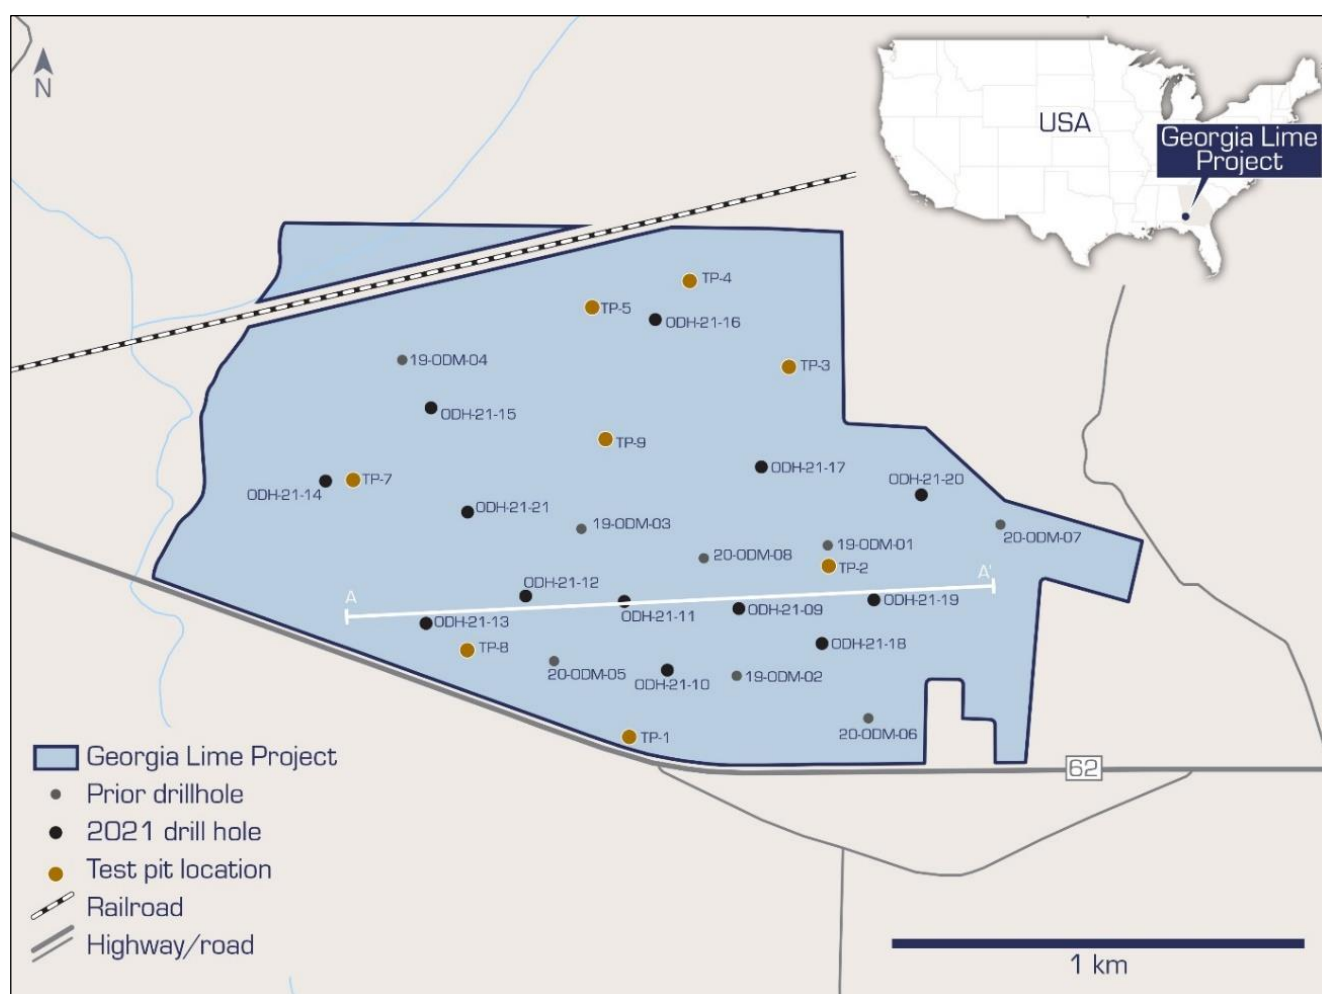 N
USA
Georgia Lime
Project
TP-4
TP-5
ODH-21-16
19-ODM-04
TP-3
ODH-21-15
TP-9
ODH-21-17
TP-7
ODH-21-14
ODH-21-20
ODH-21-21
19-ODM-03
20-ODM-07
19-ODM-01
20-ODM-08
TP-2
A'
ODH-21-12
A
ODH-21-19
ODH-21-11
ODH-21-09
ODH-21-13
ODH-21-18
TP-8
20-ODM-05
ODH-21-10
19-ODM-02
20-ODM-06
TP-1
62
Georgia Lime Project
Prior drillhole
2021 drill hole
Test pit location
Railroad
Highway/road
1 km